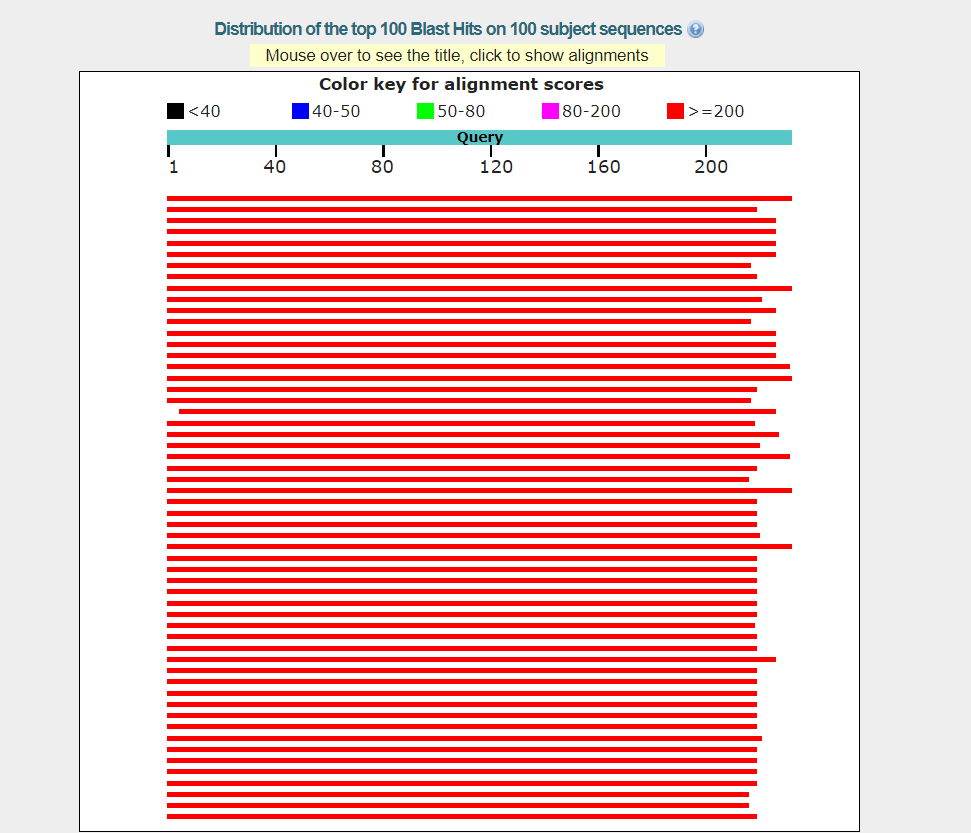 Distribution of the top 100 Blast Hits on 100 subject sequences ?
Mouse over to see the title, click to show alignments
Color key for alignment scores
<40 40-50 50-80 80-200 >=200
Query
1 40 80 120 160 200